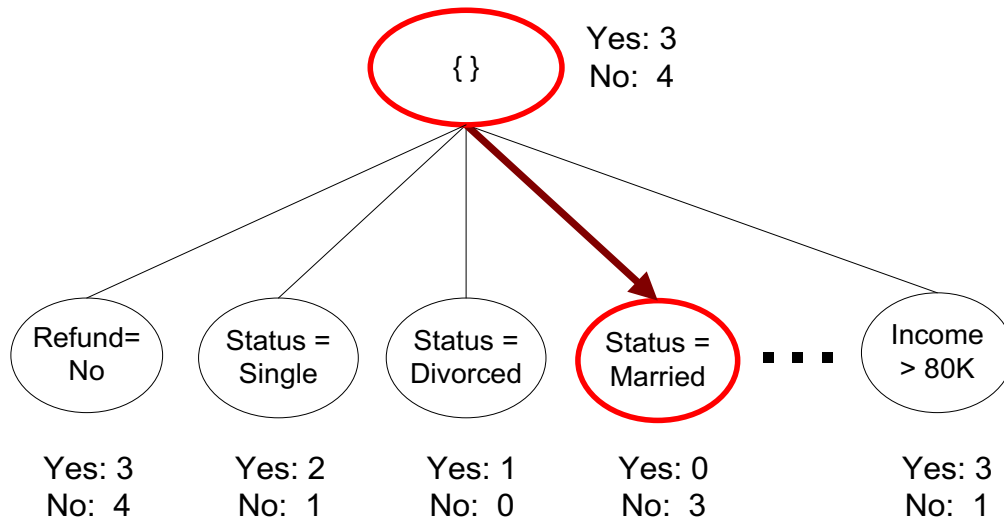 { }
Yes: 3
No: 4
Refund=
No
Status =
Single
Status =
Divorced
Status =
Married
Income
> 80K
Yes: 3
No: 4
Yes: 2
No: 1
Yes: 1
No: 0
Yes: 0
No: 3
Yes: 3
No: 1